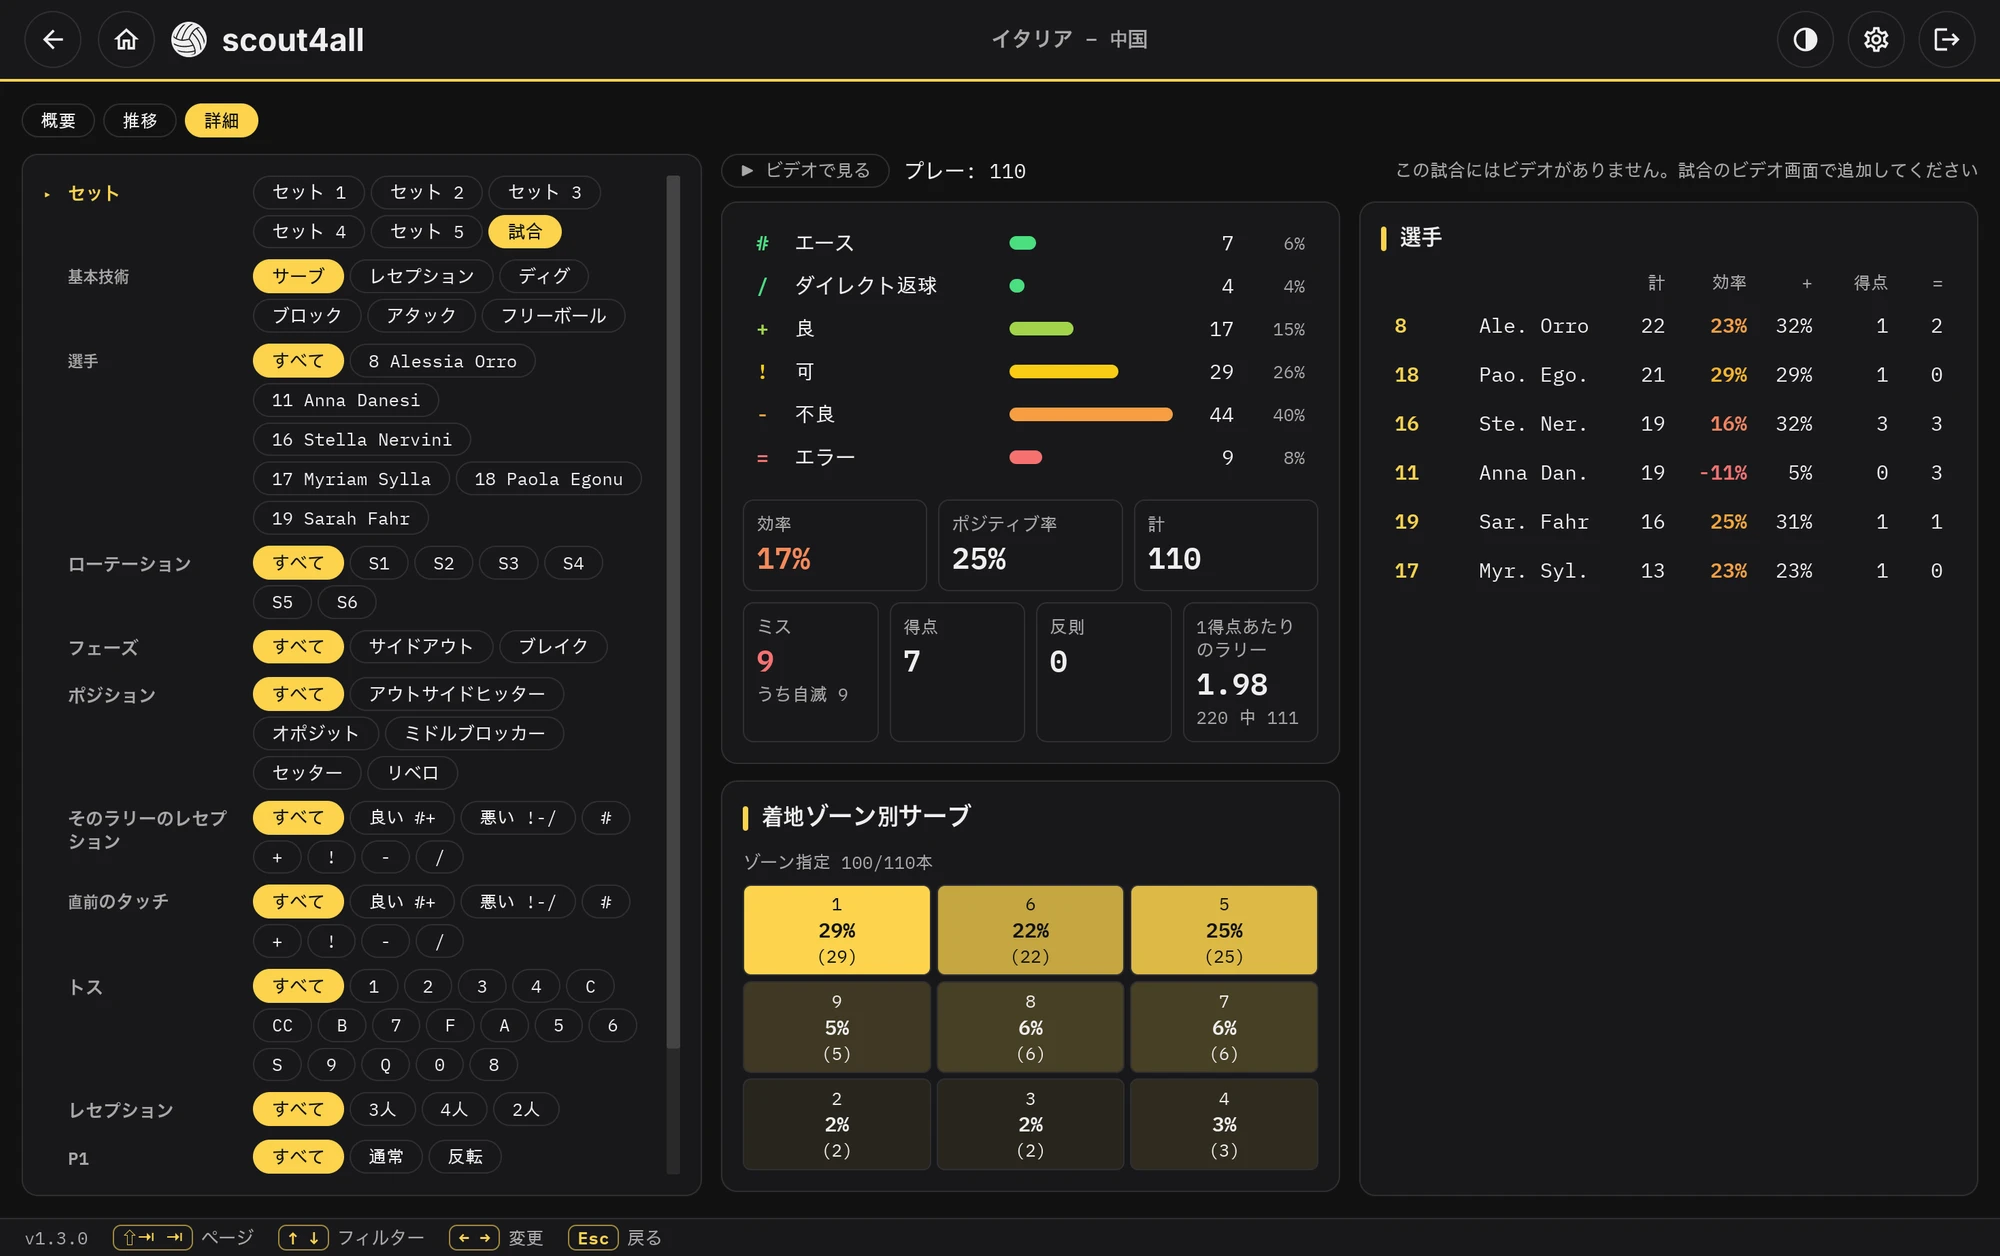 scout4all
イタリア – 中国
概要 推移 詳細
セット
セット 1 セット 2 セット 3
セット 4 セット 5 試合
基本技術
サーブ レセプション ディグ
ブロック アタック フリーボール
選手
すべて 8 Alessia Orro
11 Anna Danesi
16 Stella Nervini
17 Myriam Sylla 18 Paola Egonu
19 Sarah Fahr
ローテーション
すべて S1 S2 S3 S4
S5 S6
フェーズ
すべて サイドアウト ブレイク
ポジション
すべて アウトサイドヒッター
オポジット ミドルブロッカー
セッター リベロ
そのラリーのレセプ
ション
すべて 良い #+ 悪い !-/ #
+ ! - /
直前のタッチ
すべて 良い #+ 悪い !-/ #
+ ! - /
トス
すべて 1 2 3 4 C
CC B 7 F A 5 6
S 9 Q 0 8
レセプション
すべて 3人 4人 2人
P1
すべて 通常 反転
▶ ビデオで見る プレー: 110
この試合にはビデオがありません。試合のビデオ画面で追加してください
# エース 7 6%
/ ダイレクト返球 4 4%
+ 良 17 15%
! 可 29 26%
- 不良 44 40%
= エラー 9 8%
効率
17%
ポジティブ率
25%
計
110
ミス
9
うち自滅 9
得点
7
反則
0
1得点あたり
のラリー
1.98
220 中 111
着地ゾーン別サーブ
ゾーン指定 100/110本
1 6 5
29% 22% 25%
(29) (22) (25)
9 8 7
5% 6% 6%
(5) (6) (6)
2 3 4
2% 2% 3%
(2) (2) (3)
選手
計 効率 + 得点 =
8 Ale. Orro 22 23% 32% 1 2
18 Pao. Ego. 21 29% 29% 1 0
16 Ste. Ner. 19 16% 32% 3 3
11 Anna Dan. 19 -11% 5% 0 3
19 Sar. Fahr 16 25% 31% 1 1
17 Myr. Syl. 13 23% 23% 1 0
v1.3.0 ⇧⇥ ⇥ ページ ↑ ↓ フィルター ← → 変更 Esc 戻る